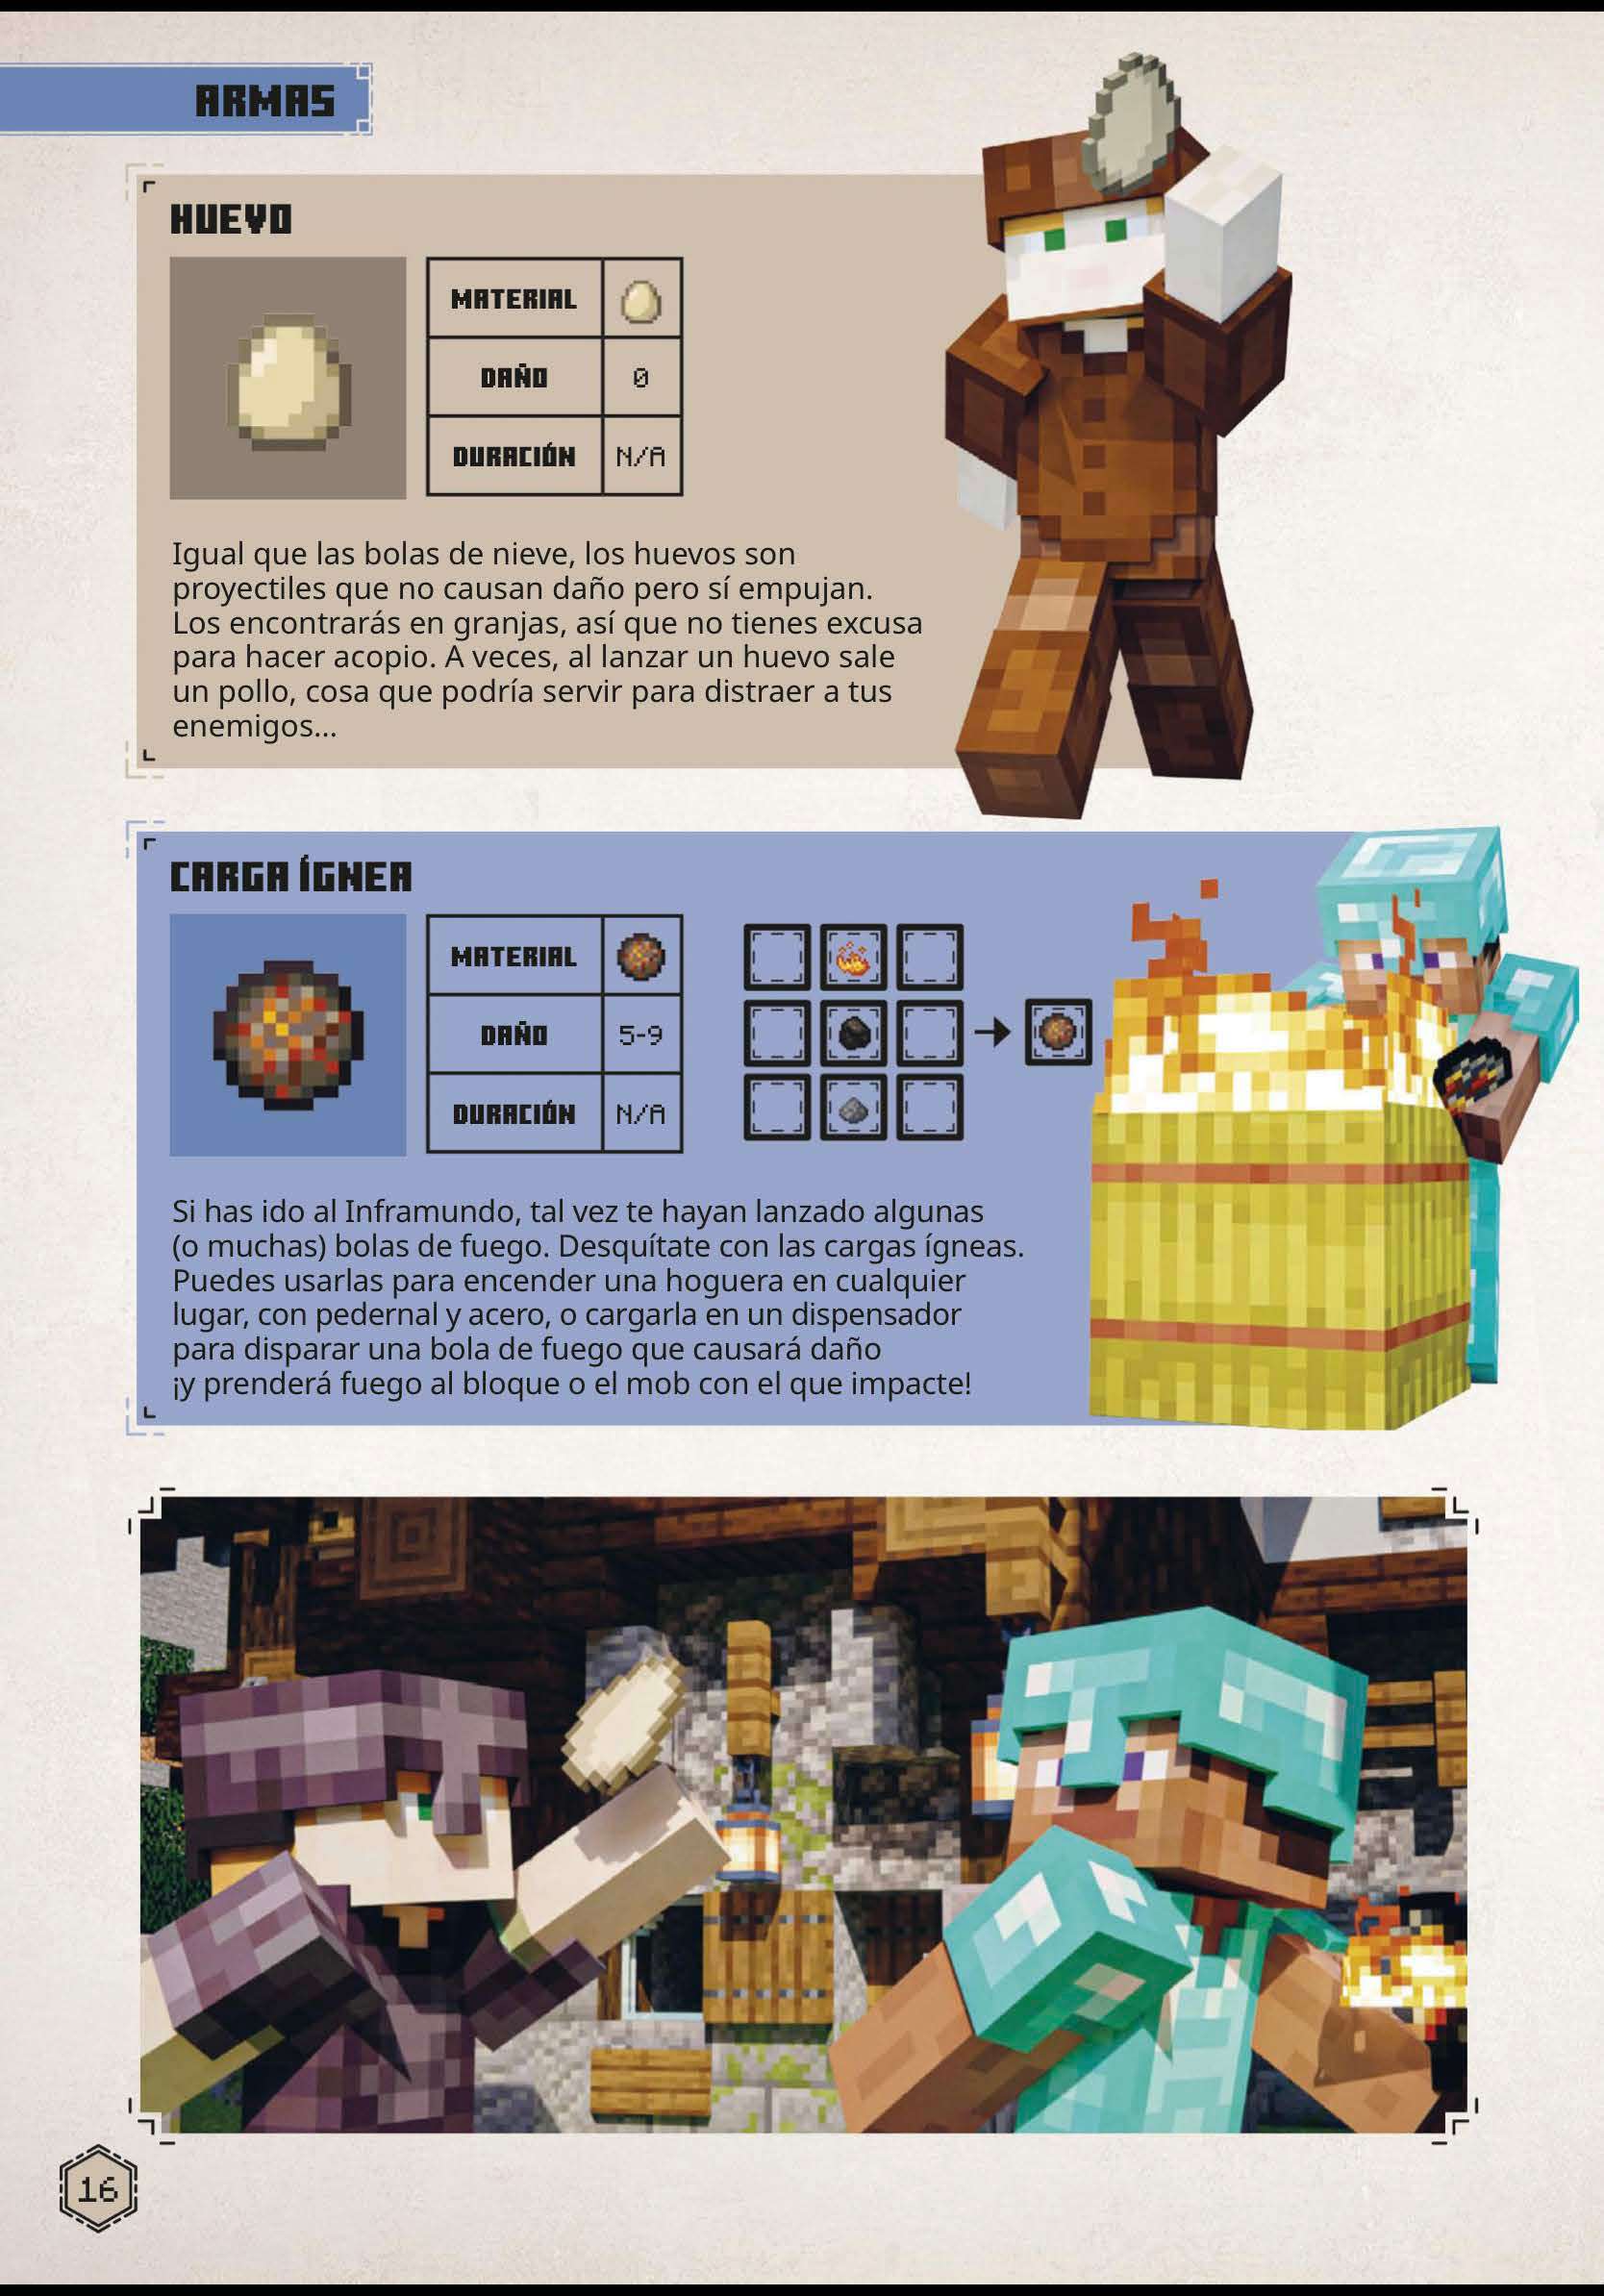 ARMAS
HUEVO
MATERIAL
DAÑO 0
DURACIÓN N/A
Igual que las bolas de nieve, los huevos son
proyectiles que no causan daño pero sí empujan.
Los encontrarás en granjas, así que no tienes excusa
para hacer acopio. A veces, al lanzar un huevo sale
un pollo, cosa que podría servir para distraer a tus
enemigos...
CARGA ÍGNEA
MATERIAL
DAÑO 5-9
DURACIÓN N/A
Si has ido al Inframundo, tal vez te hayan lanzado algunas
(o muchas) bolas de fuego. Desquítate con las cargas ígneas.
Puedes usarlas para encender una hoguera en cualquier
lugar, con pedernal y acero, o cargarla en un dispensador
para disparar una bola de fuego que causará daño
¡y prenderá fuego al bloque o el mob con el que impacte!
16